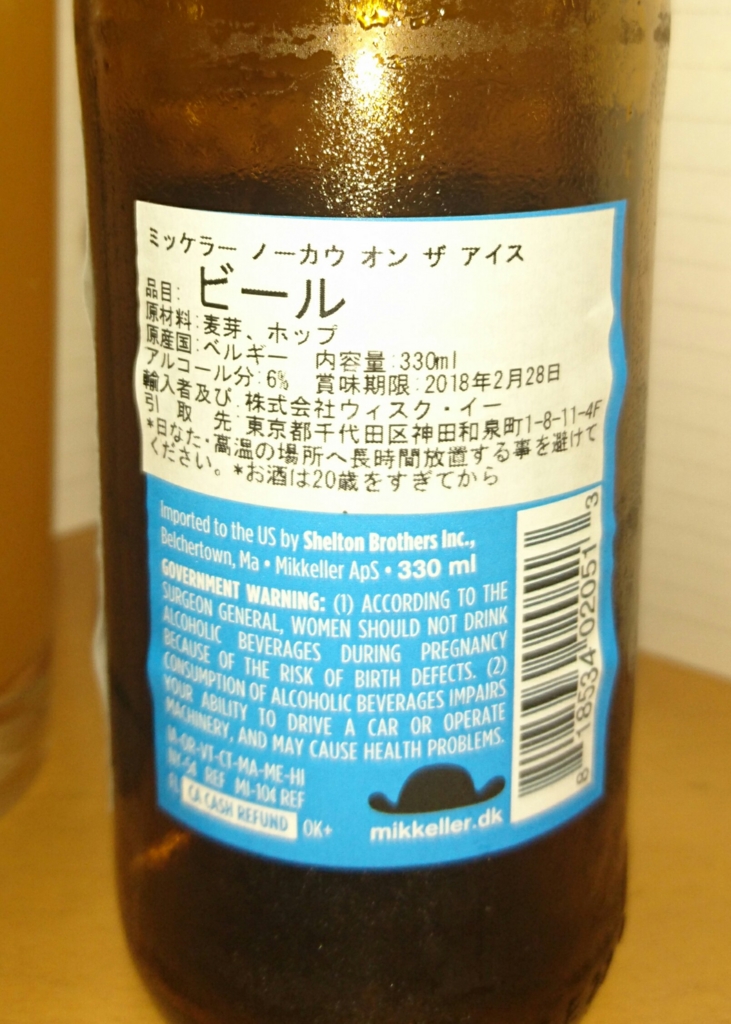 ミッケラー ノーカウ オン ザ アイス
品目: ビール
原材料:麦芽、ホップ
原産国:ベルギー 内容量:330ml
アルコール分:6% 賞味期限:2018年2月28日
輸入者及び:株式会社ウィスク・イー
引取先:東京都千代田区神田和泉町1-8-11-4F
*日なた・高温の場所へ長時間放置する事を避けて
ください。*お酒は20歳をすぎてから
Imported to the US by Shelton Brothers Inc.,
Belchertown, Ma • Mikkeller ApS • 330 ml
GOVERNMENT WARNING: (1) ACCORDING TO THE
SURGEON GENERAL, WOMEN SHOULD NOT DRINK
ALCOHOLIC BEVERAGES DURING PREGNANCY
BECAUSE OF THE RISK OF BIRTH DEFECTS. (2)
CONSUMPTION OF ALCOHOLIC BEVERAGES IMPAIRS
YOUR ABILITY TO DRIVE A CAR OR OPERATE
MACHINERY, AND MAY CAUSE HEALTH PROBLEMS.
IA-OR-VT-CT-MA-ME-HI
NY-5¢ REF MI-10¢ REF
FL CA CASH REFUND OK+
mikkeller.dk
8 18534 02051 3